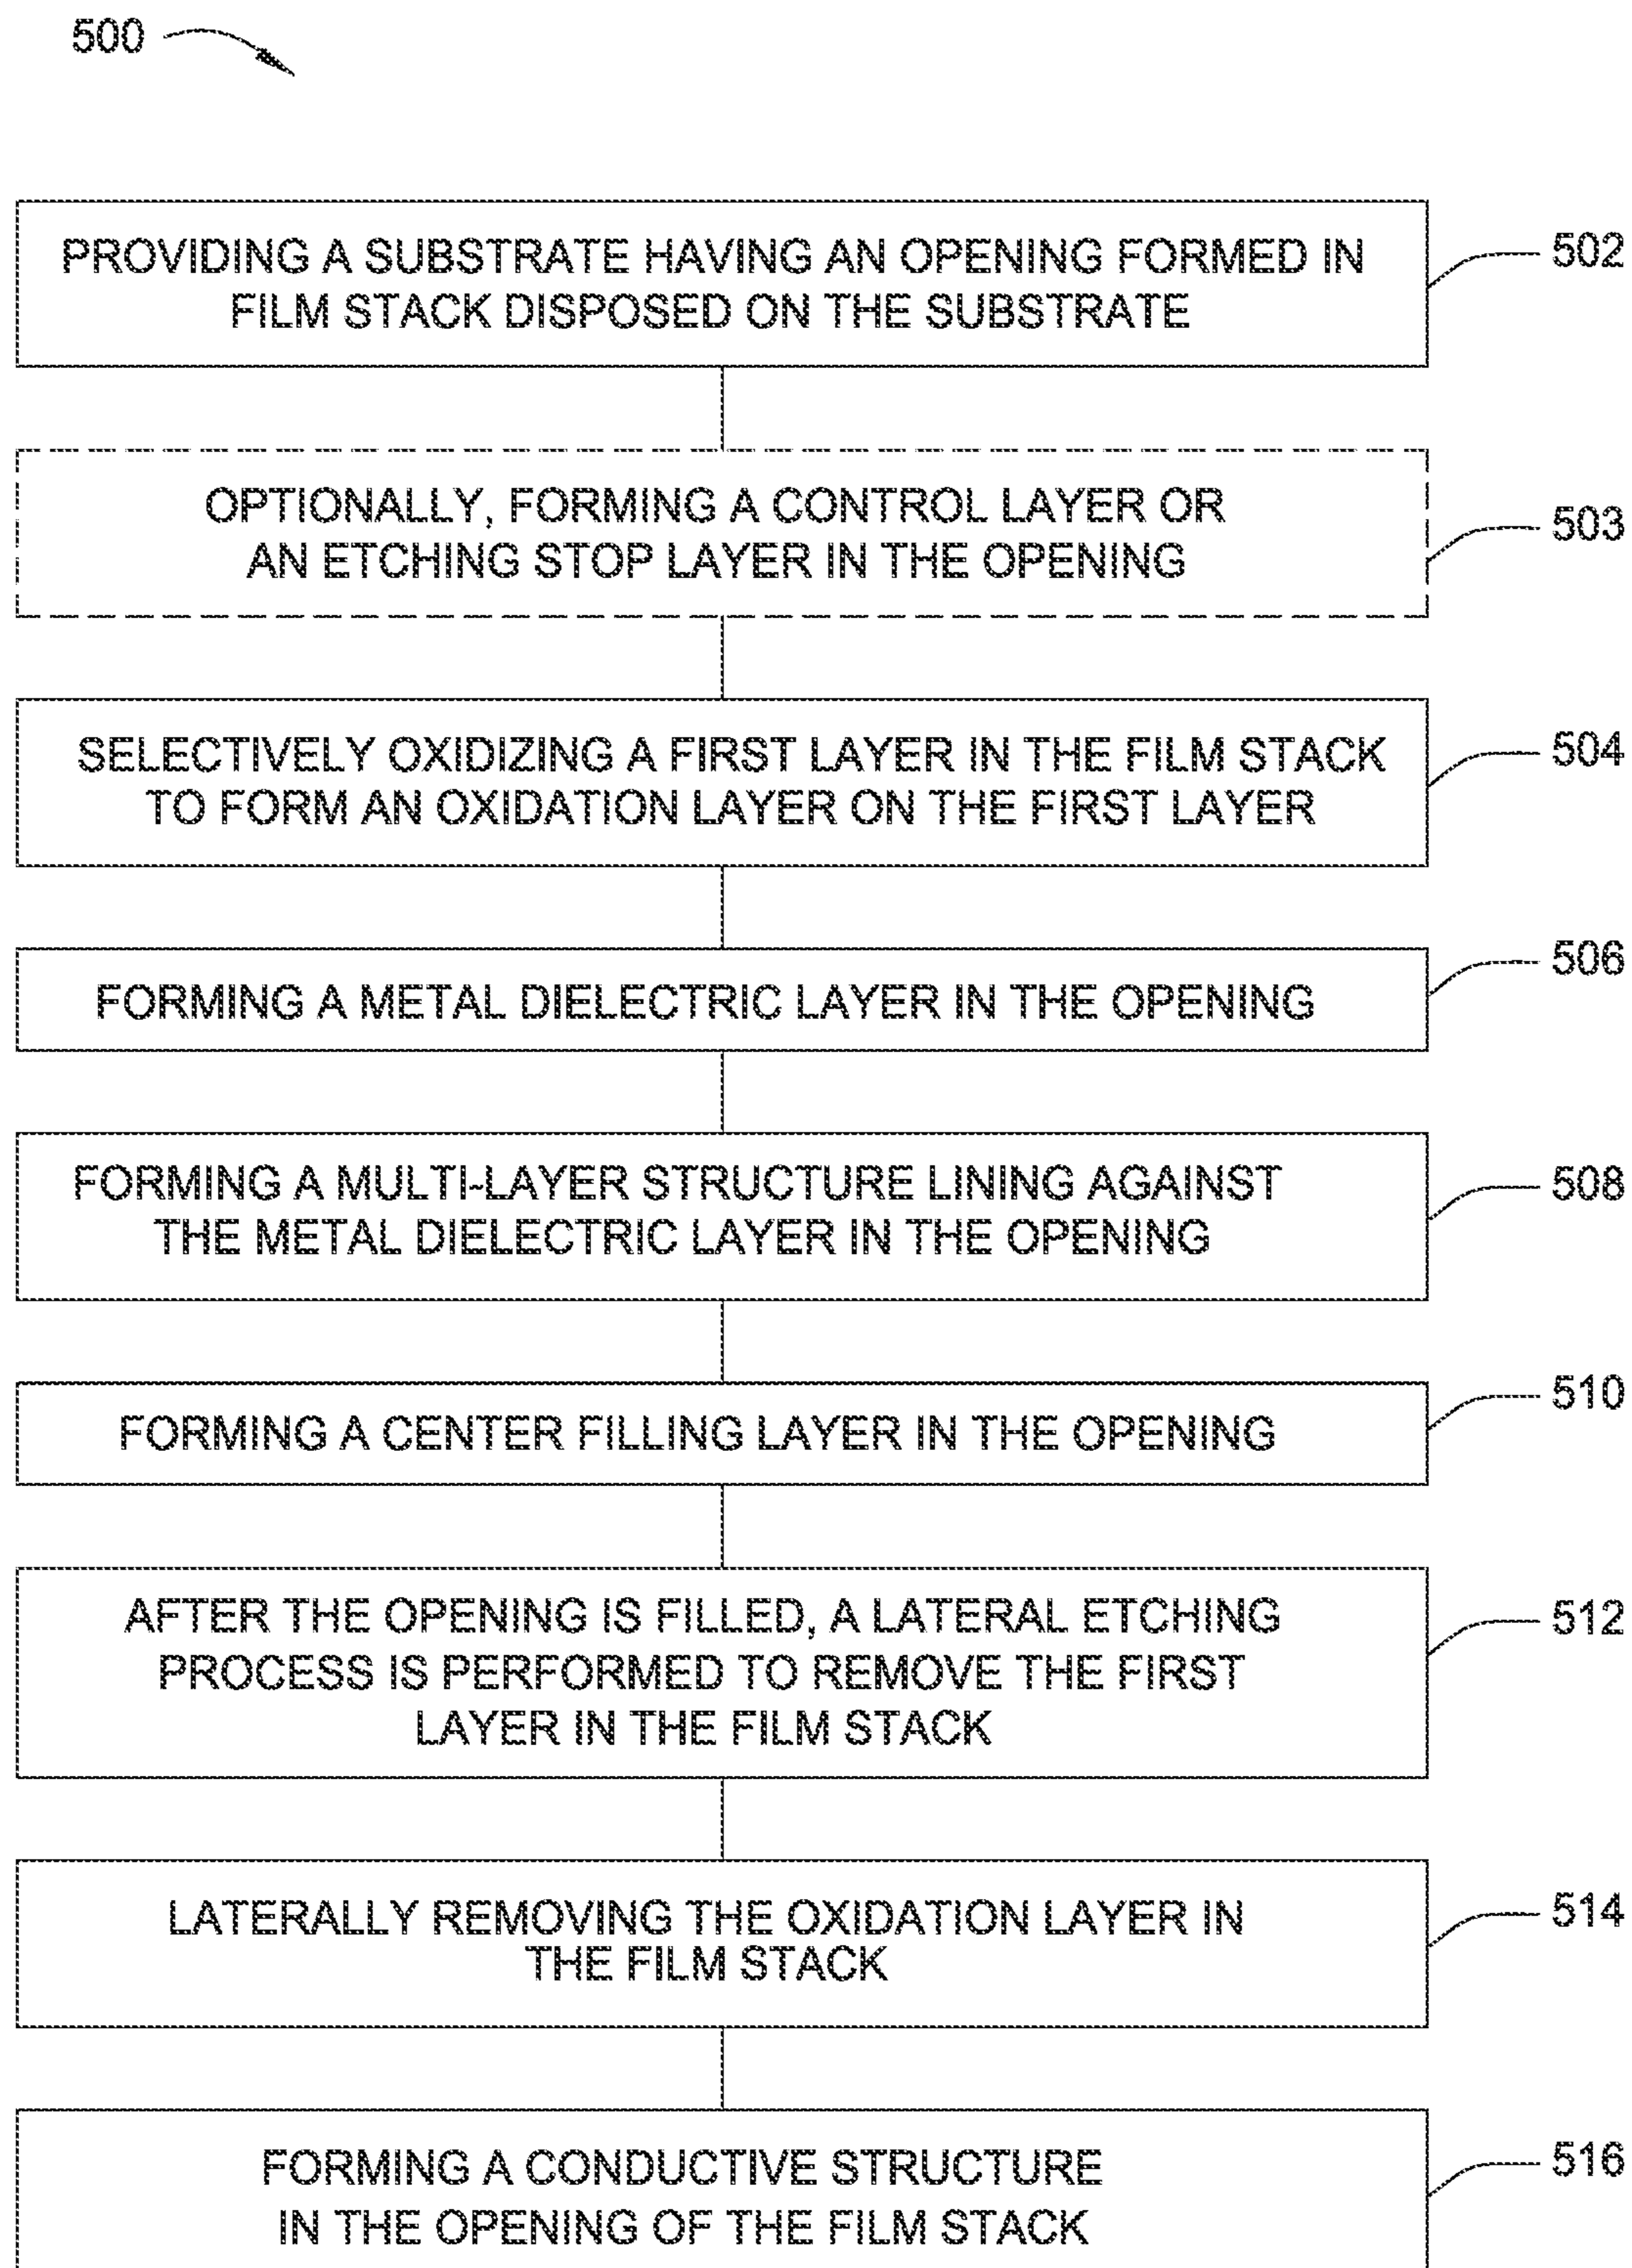 500
PROVIDING A SUBSTRATE HAVING AN OPENING FORMED IN
FILM STACK DISPOSED ON THE SUBSTRATE
502
OPTIONALLY, FORMING A CONTROL LAYER OR
AN ETCHING STOP LAYER IN THE OPENING
503
SELECTIVELY OXIDIZING A FIRST LAYER IN THE FILM STACK
TO FORM AN OXIDATION LAYER ON THE FIRST LAYER
504
FORMING A METAL DIELECTRIC LAYER IN THE OPENING
506
FORMING A MULTI-LAYER STRUCTURE LINING AGAINST
THE METAL DIELECTRIC LAYER IN THE OPENING
508
FORMING A CENTER FILLING LAYER IN THE OPENING
510
AFTER THE OPENING IS FILLED, A LATERAL ETCHING
PROCESS IS PERFORMED TO REMOVE THE FIRST
LAYER IN THE FILM STACK
512
LATERALLY REMOVING THE OXIDATION LAYER IN
THE FILM STACK
514
FORMING A CONDUCTIVE STRUCTURE
IN THE OPENING OF THE FILM STACK
516